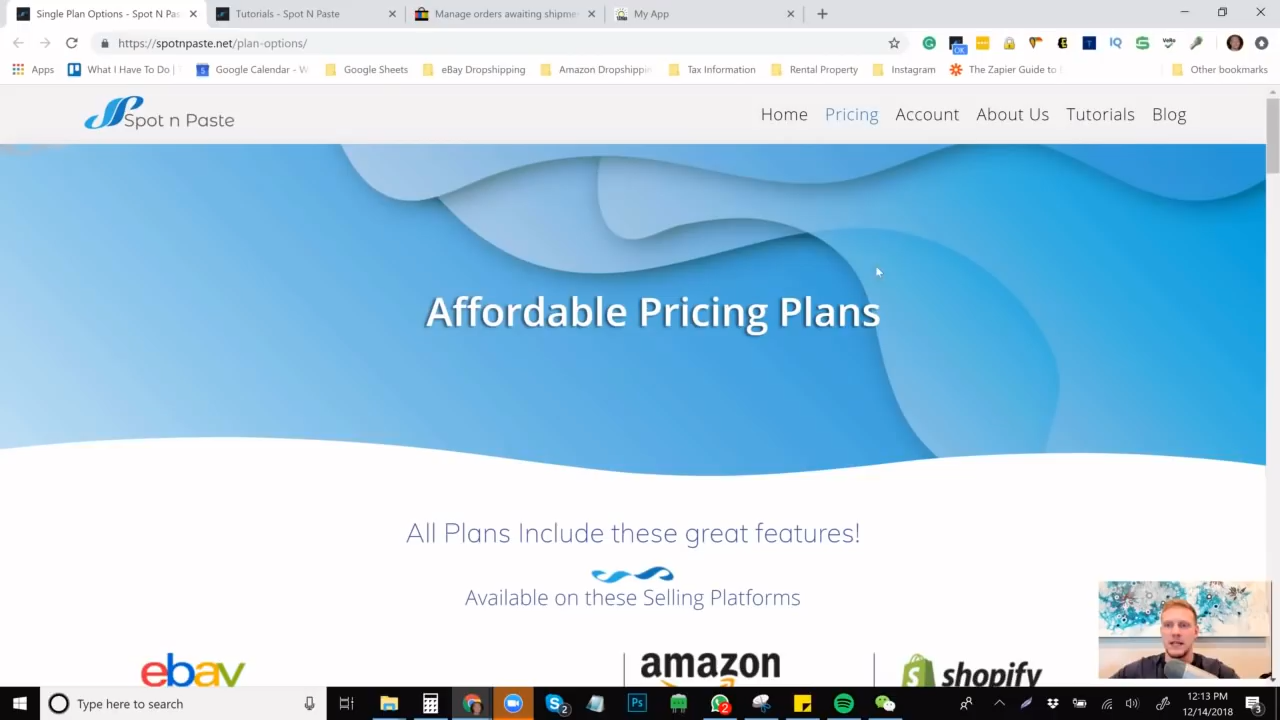 Single Plan Options - Spot N Pas
Tutorials - Spot N Paste
Manage orders awaiting shipme
My App
https://spotnpaste.net/plan-options/
Apps
What I Have To Do |
Google Calendar - W
Google Sheets
eBay Dropshipping
Amazon Dropshippin
Tax Information
Rental Property
Instagram
The Zapier Guide to
Other bookmarks
Spot n Paste
Home
Pricing
Account
About Us
Tutorials
Blog
Affordable Pricing Plans
All Plans Include these great features!
Available on these Selling Platforms
ebay
amazon
shopify
Type here to search
12:13 PM
12/14/2018